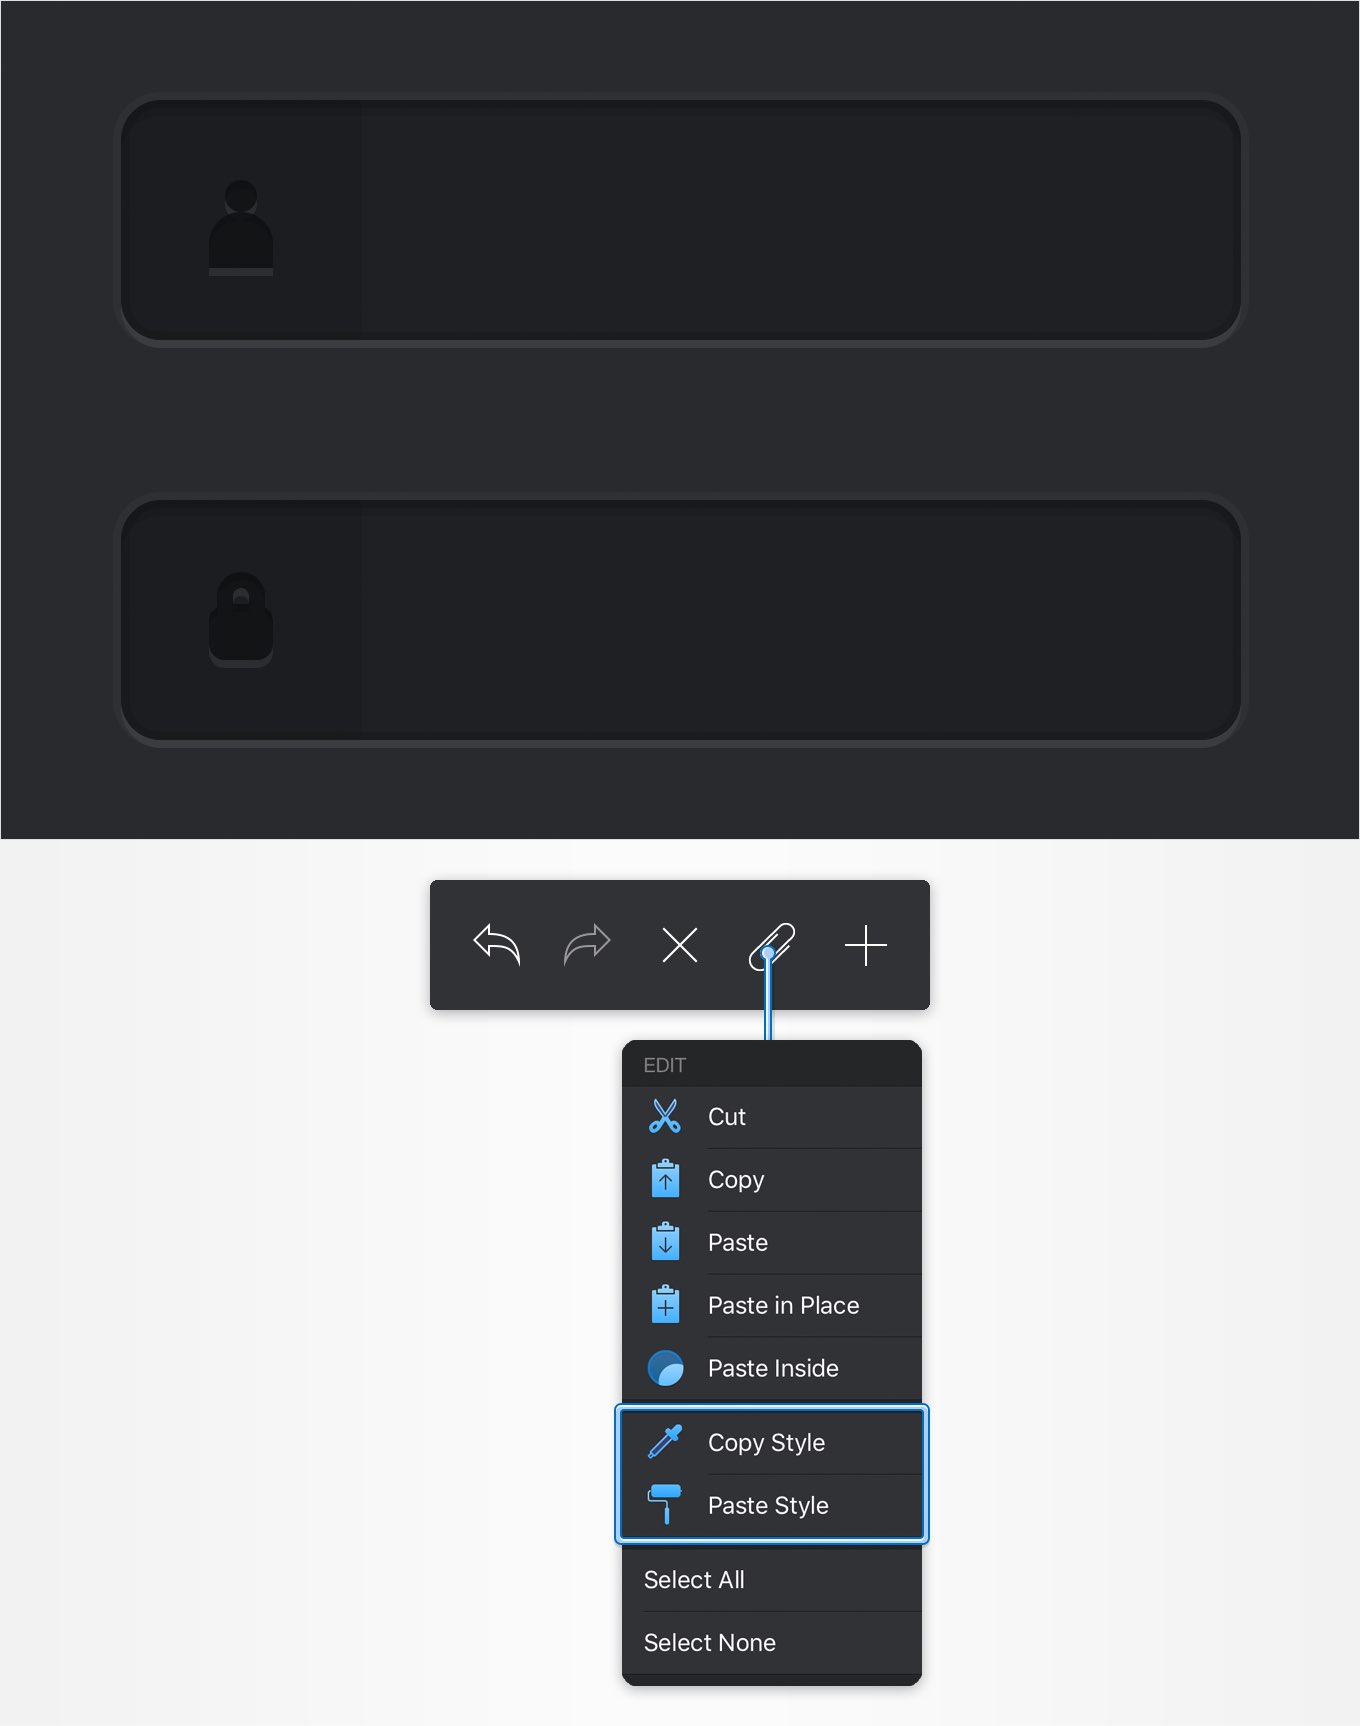 EDIT
Cut
Copy
Paste
Paste in Place
Paste Inside
Copy Style
Paste Style
Select All
Select None